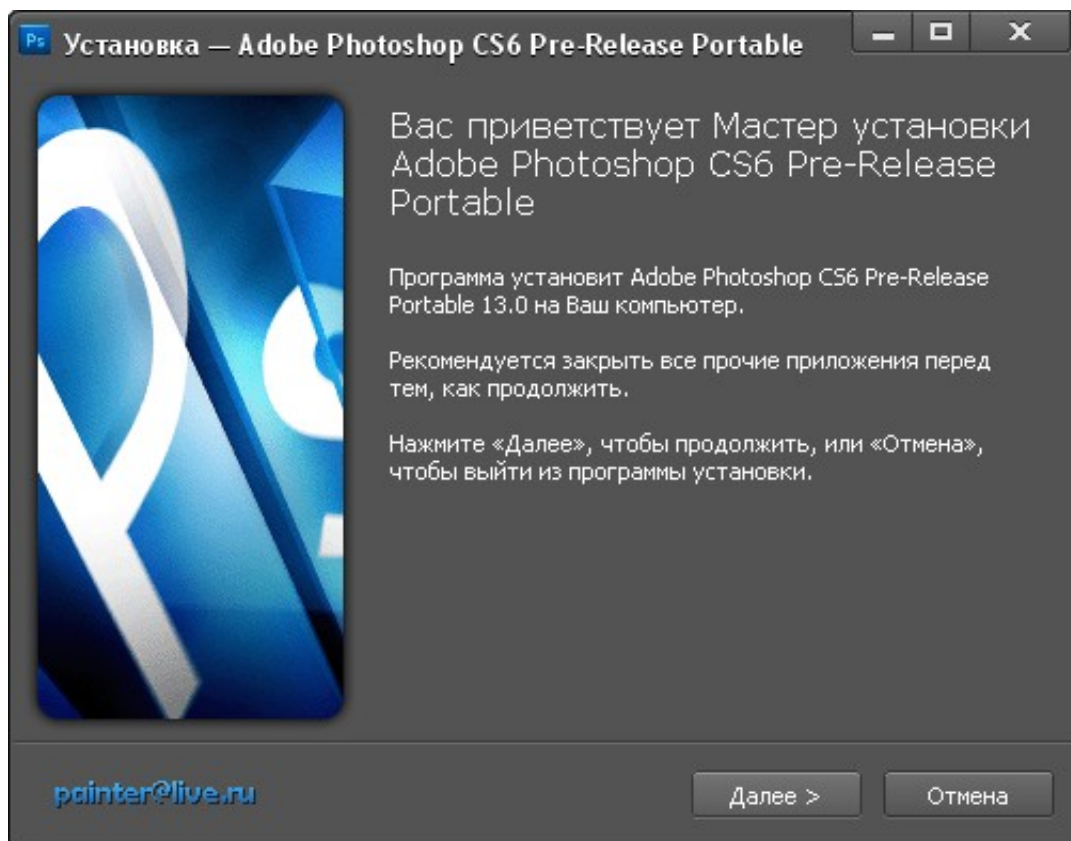 Ps Установка — Adobe Photoshop CS6 Pre-Release Portable
Вас приветствует Мастер установки
Adobe Photoshop CS6 Pre-Release
Portable
Программа установит Adobe Photoshop CS6 Pre-Release
Portable 13.0 на Ваш компьютер.
Рекомендуется закрыть все прочие приложения перед
тем, как продолжить.
Нажмите «Далее», чтобы продолжить, или «Отмена»,
чтобы выйти из программы установки.
painter@live.ru
Далее >
Отмена